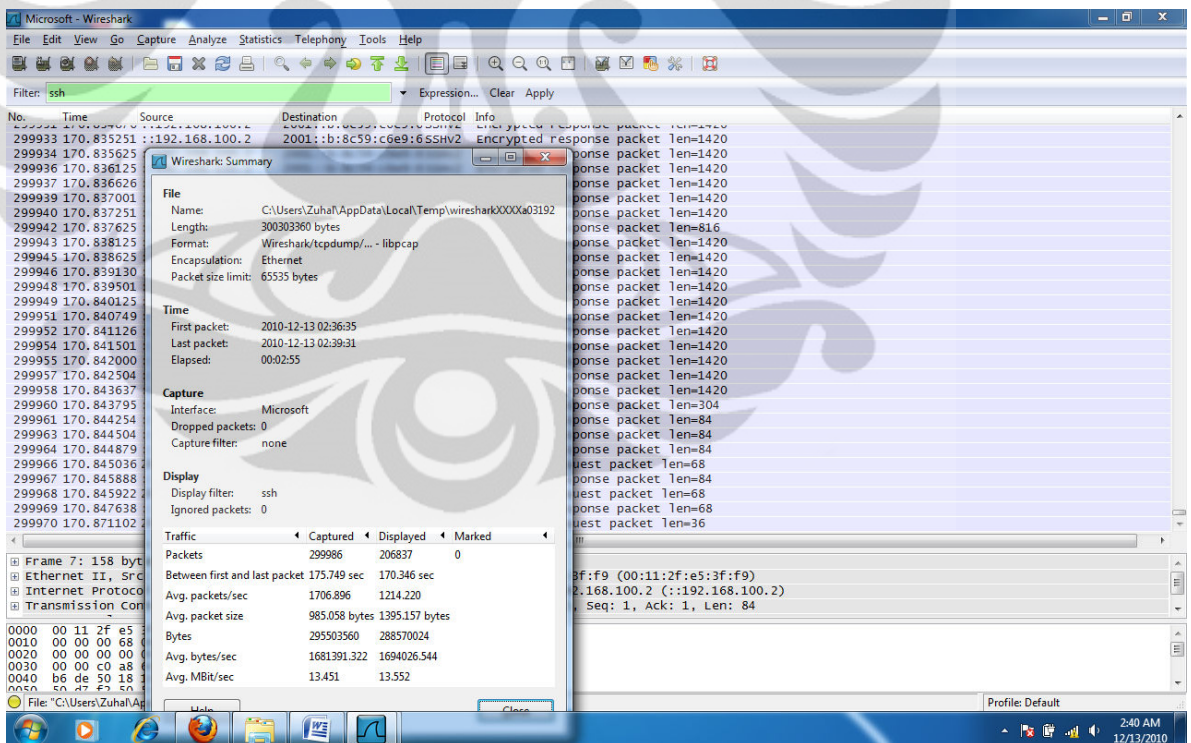 Microsoft - Wireshark
File Edit View Go Capture Analyze Statistics Telephony Tools Help
Filter: ssh Expression... Clear Apply
No. Time Source Destination Protocol Info
299933 170.835251 ::192.168.100.2 2001::b:8c59:c6e9:6 SSHv2 Encrypted response packet len=1420
299934 170.835625 ponse packet len=1420
299936 170.836125 ponse packet len=1420
299937 170.836626 ponse packet len=1420
299939 170.837001 ponse packet len=1420
299940 170.837251 ponse packet len=1420
299942 170.837625 ponse packet len=816
299943 170.838125 ponse packet len=1420
299945 170.838625 ponse packet len=1420
299946 170.839130 ponse packet len=1420
299948 170.839501 ponse packet len=1420
299949 170.840125 ponse packet len=1420
299951 170.840749 ponse packet len=1420
299952 170.841126 ponse packet len=1420
299954 170.841501 ponse packet len=1420
299955 170.842000 ponse packet len=1420
299957 170.842504 ponse packet len=1420
299958 170.843637 ponse packet len=1420
299960 170.843795 ponse packet len=304
299961 170.844254 ponse packet len=84
299963 170.844504 ponse packet len=84
299964 170.844879 ponse packet len=84
299966 170.845036 2 uest packet len=68
299967 170.845888 ponse packet len=84
299968 170.845922 2 uest packet len=68
299969 170.847638 ponse packet len=68
299970 170.871102 2 uest packet len=36
Wireshark: Summary
File
Name: C:\Users\Zuhal\AppData\Local\Temp\wiresharkXXXXa03192
Length: 300303360 bytes
Format: Wireshark/tcpdump/... - libpcap
Encapsulation: Ethernet
Packet size limit: 65535 bytes
Time
First packet: 2010-12-13 02:36:35
Last packet: 2010-12-13 02:39:31
Elapsed: 00:02:55
Capture
Interface: Microsoft
Dropped packets: 0
Capture filter: none
Display
Display filter: ssh
Ignored packets: 0
Traffic Captured Displayed Marked
Packets 299986 206837 0
Between first and last packet 175.749 sec 170.346 sec
Avg. packets/sec 1706.896 1214.220
Avg. packet size 985.058 bytes 1395.157 bytes
Bytes 295503560 288570024
Avg. bytes/sec 1681391.322 1694026.544
Avg. MBit/sec 13.451 13.552
Help Close
Frame 7: 158 byt
Ethernet II, Src 3f:f9 (00:11:2f:e5:3f:f9)
Internet Protoco 2.168.100.2 (::192.168.100.2)
Transmission Con , Seq: 1, Ack: 1, Len: 84
0000 00 11 2f e5
0010 00 00 00 68
0020 00 00 00 00
0030 00 00 c0 a8
0040 b6 de 50 18
0050 50 d7 f2 50
File: "C:\Users\Zuhal\Ap Profile: Default
2:40 AM
12/13/2010